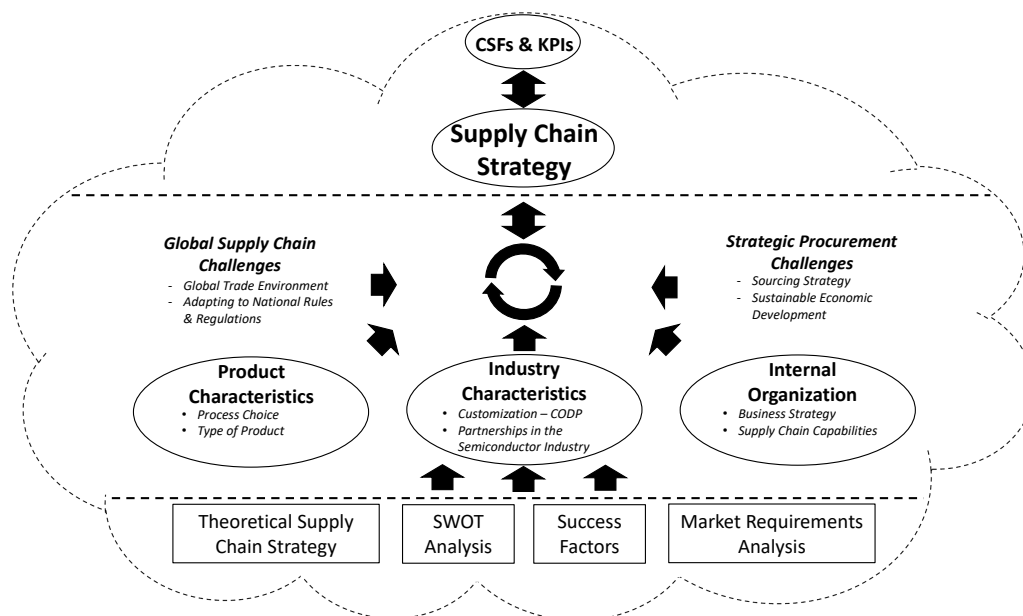 CSFs & KPIs
Supply Chain
Strategy
Global Supply Chain
Challenges
• Global Trade Environment
• Adapting to National Rules
& Regulations
Strategic Procurement
Challenges
• Sourcing Strategy
• Sustainable Economic
Development
Product
Characteristics
• Process Choice
• Type of Product
Industry
Characteristics
• Customization – CODP
• Partnerships in the
Semiconductor Industry
Internal
Organization
• Business Strategy
• Supply Chain Capabilities
Theoretical Supply
Chain Strategy
SWOT
Analysis
Success
Factors
Market Requirements
Analysis